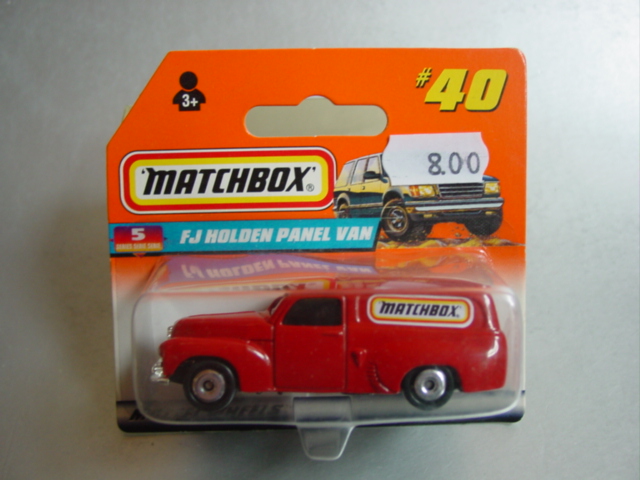 #40
3+
8.00
MATCHBOX®
5
FJ HOLDEN PANEL VAN
MATCHBOX